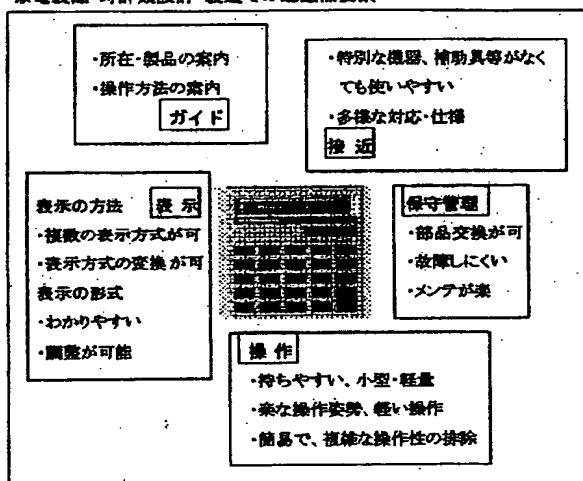 ・所在・製品の案内
・操作方法の案内
ガイド
・特別な機器、補助具等がなく
ても使いやすい
・多様な対応・仕様
接近
表示の方法 表示
・複数の表示方式が可
・表示方式の変換が可
表示の形式
・わかりやすい
・調整が可能
保守管理
・部品交換が可
・故障しにくい
・メンテが楽
操作
・持ちやすい、小型・軽量
・楽な操作姿勢、軽い操作
・簡易で、複雑な操作性の排除